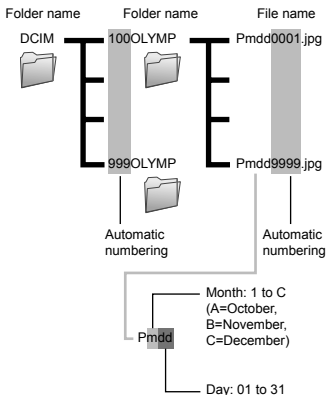 Folder name Folder name File name
DCIM 100OLYMP Pmdd0001.jpg
999OLYMP Pmdd9999.jpg
Automatic numbering
Automatic numbering
Month: 1 to C
(A=October,
B=November,
C=December)
Pmdd
Day: 01 to 31